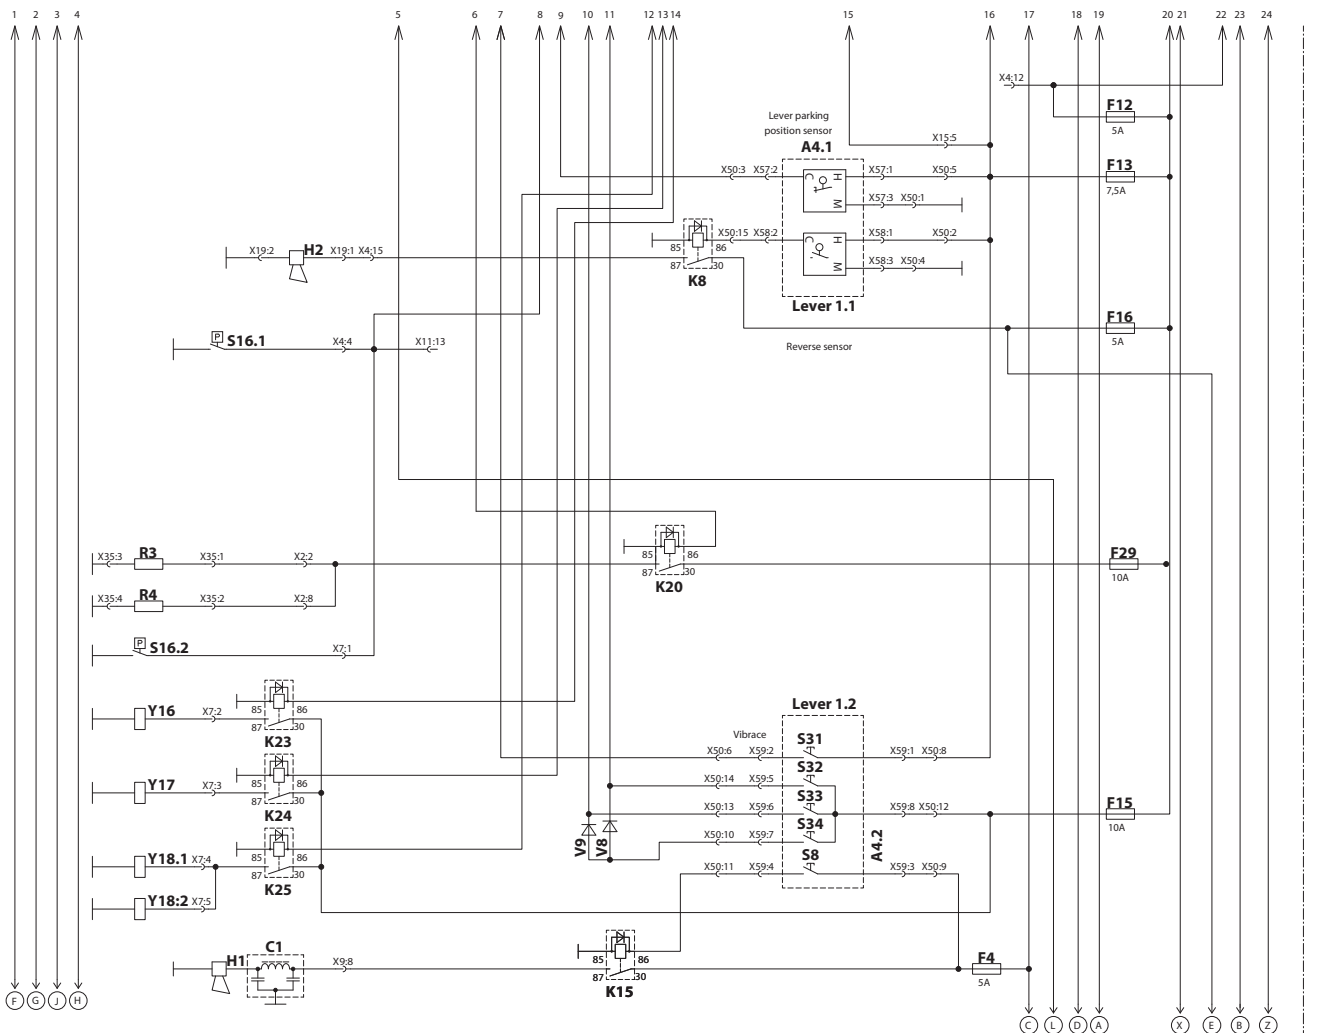 1 2 3 4 5 6 7 8 9 10 11 12 13 14 15 16 17 18 19 20 21 22 23 24
X4:12
F12
5A
Lever parking
position sensor
X15:5
A4.1
F13
7,5A
X50:3 X57:2 C H X57:1 X50:5
M X57:3 X50:1
X19:2 H2 X19:1 X4:15
85 86
87 30
K8
X50:15 X58:2 C H X58:1 X50:2
M X58:3 X50:4
Lever 1.1
F16
5A
Reverse sensor
P S16.1 X4:4 X11:13
X35:3 R3 X35:1 X2:2
85 86
87 30
K20
F29
10A
X35:4 R4 X35:2 X2:8
P S16.2 X7:1
Y16 X7:2
85 86
87 30
K23
Lever 1.2
Vibrace
S31
X50:6 X59:2 X59:1 X50:8
S32
X50:14 X59:5
Y17 X7:3
85 86
87 30
K24
S33
X50:13 X59:6 X59:8 X50:12
F15
10A
V9 V8
S34
X50:10 X59:7
A4.2
Y18.1 X7:4
85 86
87 30
K25
S8
X50:11 X59:4 X59:3 X50:9
Y18:2 X7:5
H1 C1 X9:8
85 86
87 30
K15
F4
5A
F G J H
C L D A X E B Z